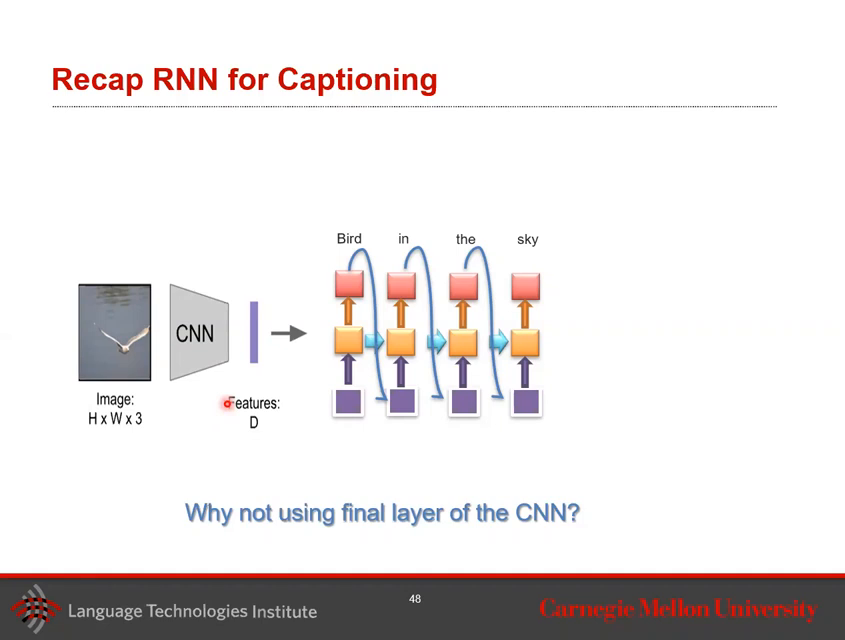 Recap RNN for Captioning
Bird in the sky
CNN
Image:
H x W x 3
Features:
D
Why not using final layer of the CNN?
48
Language Technologies Institute
Carnegie Mellon University